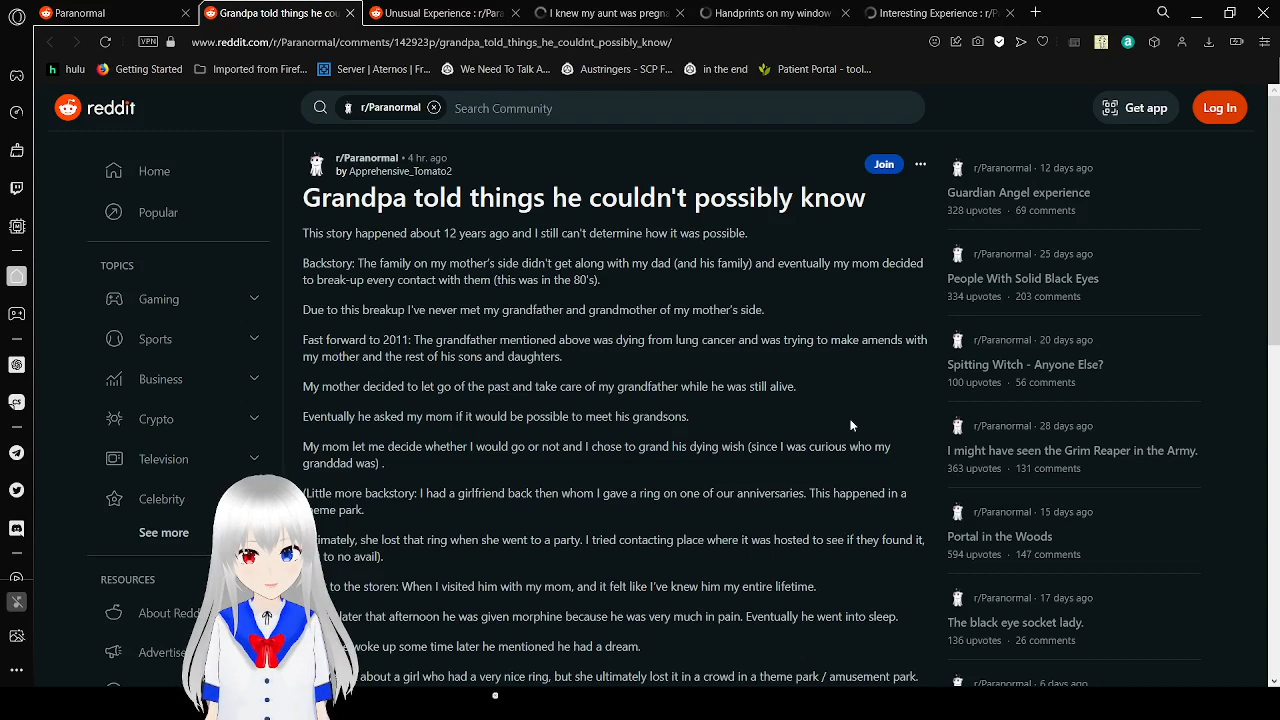 Paranormal
Grandpa told things he cou
Unusual Experience : r/Para
I knew my aunt was pregna
Handprints on my window
Interesting Experience : r/P
VPN
www.reddit.com/r/Paranormal/comments/142923p/grandpa_told_things_he_couldnt_possibly_know/
hulu
Getting Started
Imported from Firef...
Server | Aternos | Fr...
We Need To Talk A...
Austringers - SCP F...
in the end
Patient Portal - tool...
reddit
r/Paranormal
Search Community
Get app
Log In
Home
Popular
TOPICS
Gaming
Sports
Business
Crypto
Television
Celebrity
See more
RESOURCES
About Redd
Advertise
r/Paranormal • 4 hr. ago
by Apprehensive_Tomato2
Join
Grandpa told things he couldn't possibly know
This story happened about 12 years ago and I still can't determine how it was possible.
Backstory: The family on my mother's side didn't get along with my dad (and his family) and eventually my mom decided
to break-up every contact with them (this was in the 80's).
Due to this breakup I've never met my grandfather and grandmother of my mother's side.
Fast forward to 2011: The grandfather mentioned above was dying from lung cancer and was trying to make amends with
my mother and the rest of his sons and daughters.
My mother decided to let go of the past and take care of my grandfather while he was still alive.
Eventually he asked my mom if it would be possible to meet his grandsons.
My mom let me decide whether I would go or not and I chose to grand his dying wish (since I was curious who my
granddad was) .
(Little more backstory: I had a girlfriend back then whom I gave a ring on one of our anniversaries. This happened in a
eme park.
timately, she lost that ring when she went to a party. I tried contacting place where it was hosted to see if they found it,
to no avail).
to the storen: When I visited him with my mom, and it felt like I've knew him my entire lifetime.
later that afternoon he was given morphine because he was very much in pain. Eventually he went into sleep.
woke up some time later he mentioned he had a dream.
about a girl who had a very nice ring, but she ultimately lost it in a crowd in a theme park / amusement park.
r/Paranormal · 12 days ago
Guardian Angel experience
328 upvotes · 69 comments
r/Paranormal · 25 days ago
People With Solid Black Eyes
334 upvotes · 203 comments
r/Paranormal · 20 days ago
Spitting Witch - Anyone Else?
100 upvotes · 56 comments
r/Paranormal · 28 days ago
I might have seen the Grim Reaper in the Army.
363 upvotes · 131 comments
r/Paranormal · 15 days ago
Portal in the Woods
594 upvotes · 147 comments
r/Paranormal · 17 days ago
The black eye socket lady.
136 upvotes · 26 comments
r/Paranormal · 6 days ago